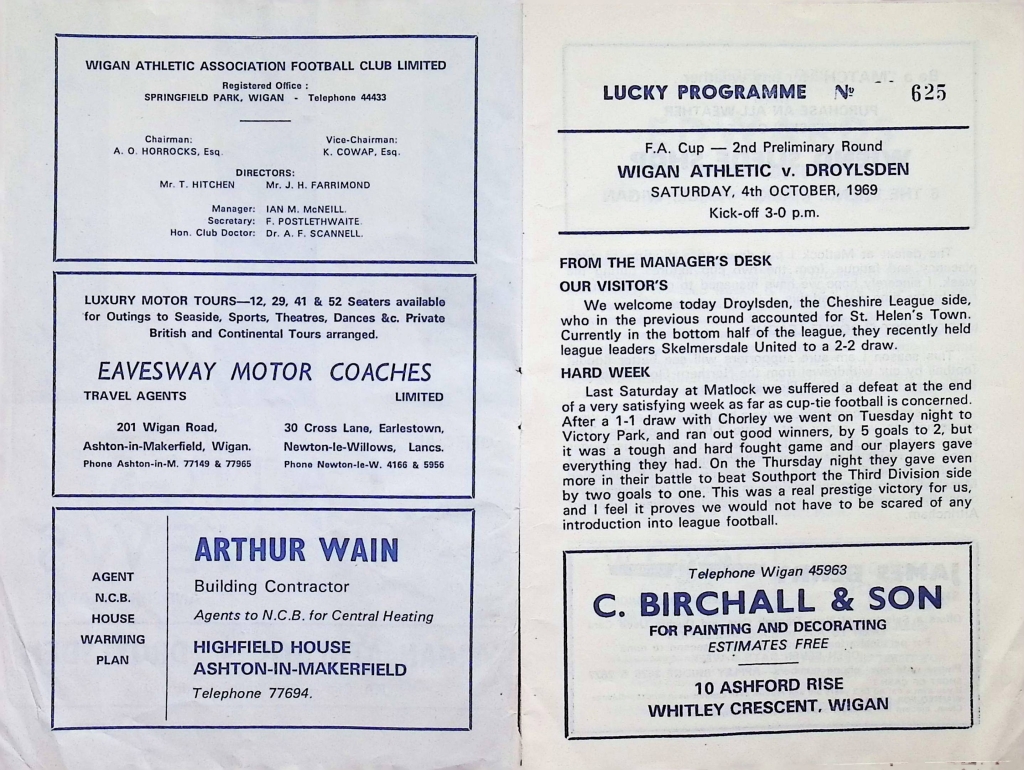 WIGAN ATHLETIC ASSOCIATION FOOTBALL CLUB LIMITED
Registered Office :
SPRINGFIELD PARK, WIGAN - Telephone 44433
Chairman:
A. O. HORROCKS, Esq.
Vice-Chairman:
K. COWAP, Esq.
DIRECTORS:
Mr. T. HITCHEN Mr. J. H. FARRIMOND
Manager: IAN M. McNEILL.
Secretary: F. POSTLETHWAITE.
Hon. Club Doctor: Dr. A. F. SCANNELL.
LUXURY MOTOR TOURS—12, 29, 41 & 52 Seaters available
for Outings to Seaside, Sports, Theatres, Dances &c. Private
British and Continental Tours arranged.
EAVESWAY MOTOR COACHES
TRAVEL AGENTS LIMITED
201 Wigan Road,
Ashton-in-Makerfield, Wigan.
Phone Ashton-in-M. 77149 & 77965
30 Cross Lane, Earlestown,
Newton-le-Willows, Lancs.
Phone Newton-le-W. 4166 & 5956
AGENT
N.C.B.
HOUSE
WARMING
PLAN
ARTHUR WAIN
Building Contractor
Agents to N.C.B. for Central Heating
HIGHFIELD HOUSE
ASHTON-IN-MAKERFIELD
Telephone 77694.
LUCKY PROGRAMME No 625
F.A. Cup — 2nd Preliminary Round
WIGAN ATHLETIC v. DROYLSDEN
SATURDAY, 4th OCTOBER, 1969
Kick-off 3-0 p.m.
FROM THE MANAGER'S DESK
OUR VISITOR'S
We welcome today Droylsden, the Cheshire League side,
who in the previous round accounted for St. Helen's Town.
Currently in the bottom half of the league, they recently held
league leaders Skelmersdale United to a 2-2 draw.
HARD WEEK
Last Saturday at Matlock we suffered a defeat at the end
of a very satisfying week as far as cup-tie football is concerned.
After a 1-1 draw with Chorley we went on Tuesday night to
Victory Park, and ran out good winners, by 5 goals to 2, but
it was a tough and hard fought game and our players gave
everything they had. On the Thursday night they gave even
more in their battle to beat Southport the Third Division side
by two goals to one. This was a real prestige victory for us,
and I feel it proves we would not have to be scared of any
introduction into league football.
Telephone Wigan 45963
C. BIRCHALL & SON
FOR PAINTING AND DECORATING
ESTIMATES FREE
10 ASHFORD RISE
WHITLEY CRESCENT, WIGAN